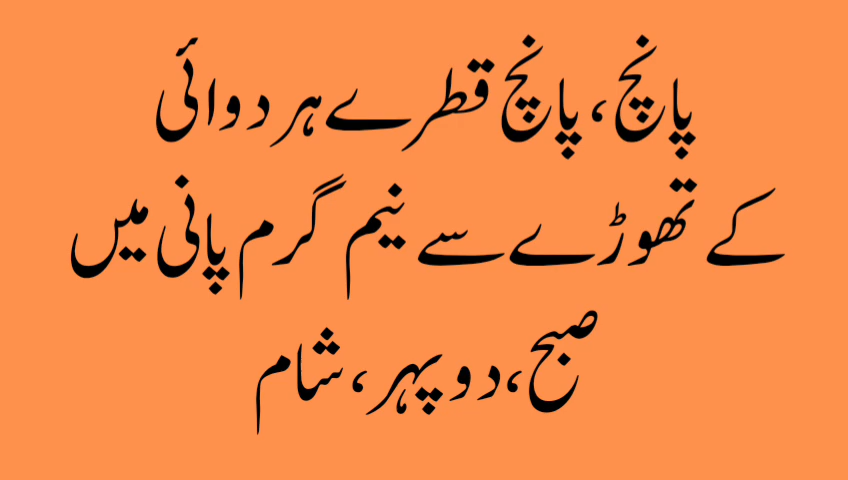 پانچ، پانچ قطرے ہر دوائی
کے تھوڑے سے نیم گرم پانی میں
صبح، دوپہر، شام